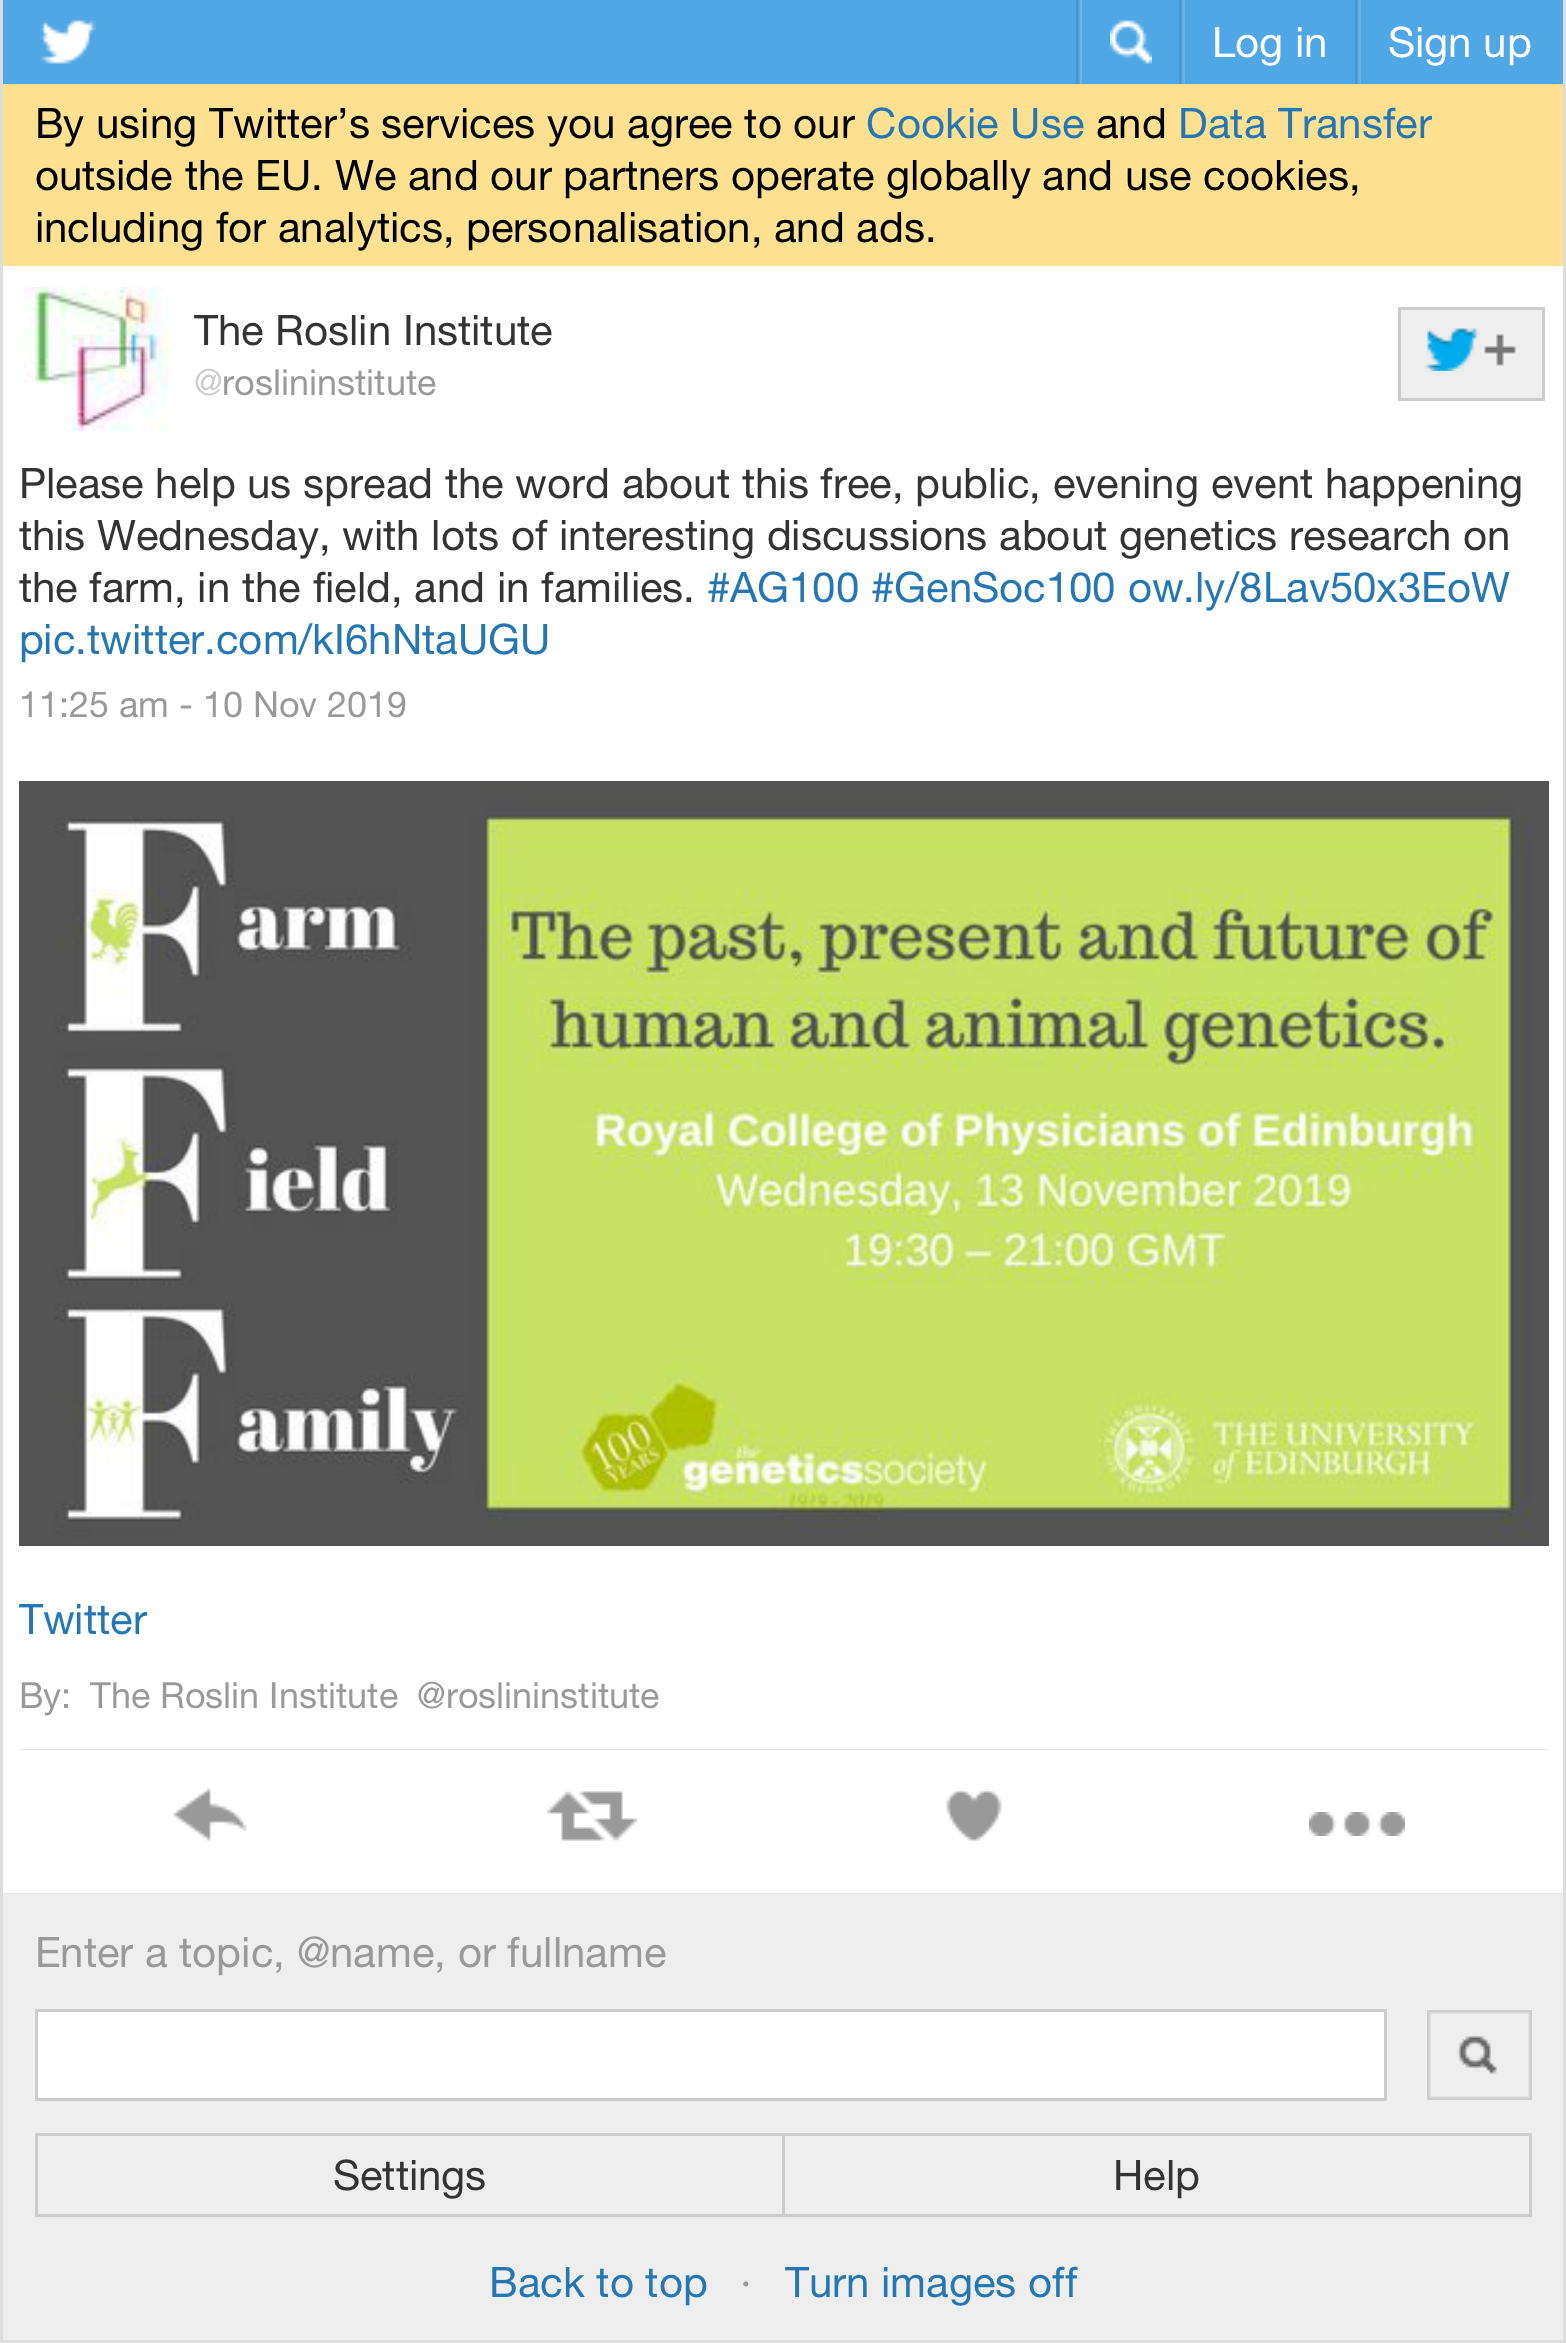 Log in
Sign up
By using Twitter’s services you agree to our Cookie Use and Data Transfer
outside the EU. We and our partners operate globally and use cookies,
including for analytics, personalisation, and ads.
The Roslin Institute
@roslininstitute
+
Please help us spread the word about this free, public, evening event happening
this Wednesday, with lots of interesting discussions about genetics research on
the farm, in the field, and in families. #AG100 #GenSoc100 ow.ly/8Lav50x3EoW
pic.twitter.com/kI6hNtaUGU
11:25 am - 10 Nov 2019
Farm
Field
Family
The past, present and future of
human and animal genetics.
Royal College of Physicians of Edinburgh
Wednesday, 13 November 2019
19:30 – 21:00 GMT
100
YEARS
the
geneticssociety
1919 - 2019
THE UNIVERSITY
of EDINBURGH
Twitter
By: The Roslin Institute @roslininstitute
Enter a topic, @name, or fullname
Settings
Help
Back to top · Turn images off